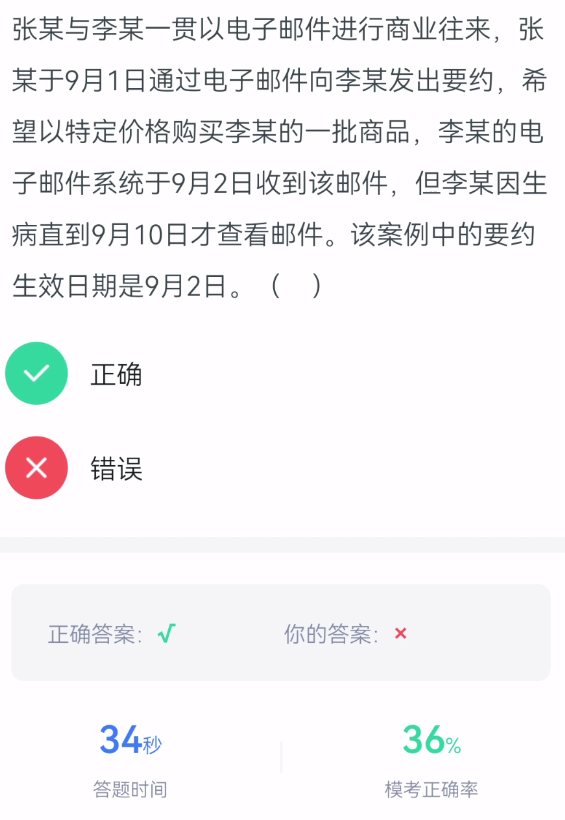 张某与李某一贯以电子邮件进行商业往来，张
某于9月1日通过电子邮件向李某发出要约，希
望以特定价格购买李某的一批商品，李某的电
子邮件系统于9月2日收到该邮件，但李某因生
病直到9月10日才查看邮件。该案例中的要约
生效日期是9月2日。（　）
正确
错误
正确答案：√ 你的答案：×
34秒 36%
答题时间 模考正确率